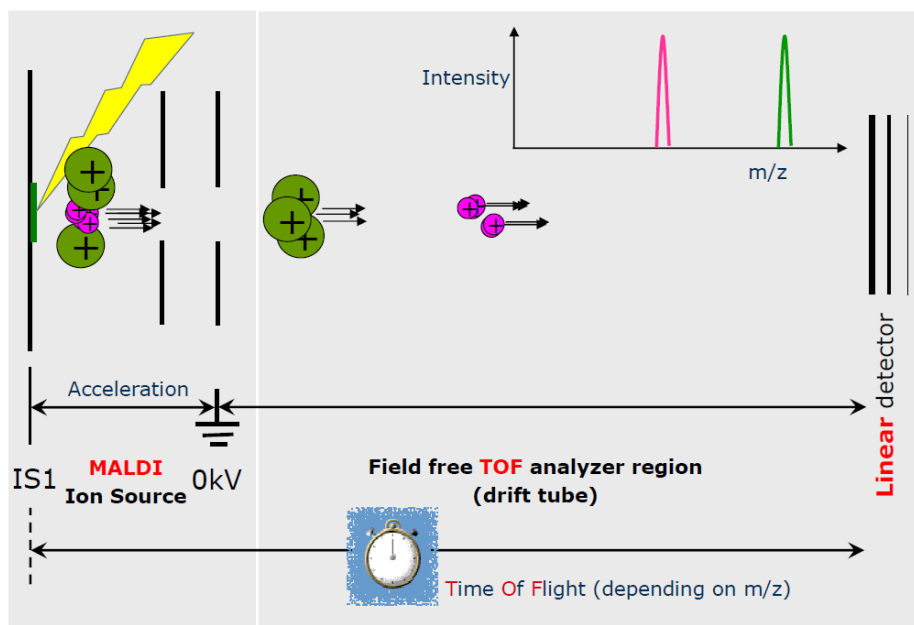 Intensity
m/z
+
+
+
+
+
+
+
+
+
+
Linear detector
Acceleration
IS1
MALDI
Ion Source
0kV
Field free TOF analyzer region
(drift tube)
Time Of Flight (depending on m/z)